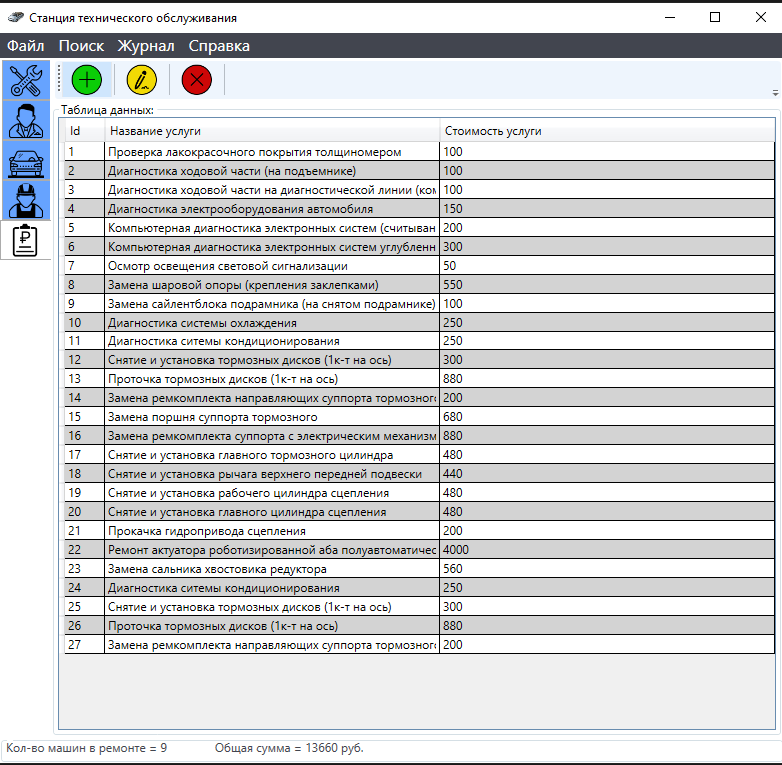 Станция технического обслуживания
Файл Поиск Журнал Справка
Таблица данных:
Id Название услуги Стоимость услуги
1 Проверка лакокрасочного покрытия толщиномером 100
2 Диагностика ходовой части (на подъемнике) 100
3 Диагностика ходовой части на диагностической линии (ком 100
4 Диагностика электрооборудования автомобиля 150
5 Компьютерная диагностика электронных систем (считыван 200
6 Компьютерная диагностика электронных систем углубленн 300
7 Осмотр освещения световой сигнализации 50
8 Замена шаровой опоры (крепления заклепками) 550
9 Замена сайлентблока подрамника (на снятом подрамнике) 100
10 Диагностика системы охлаждения 250
11 Диагностика ситемы кондиционирования 250
12 Снятие и установка тормозных дисков (1к-т на ось) 300
13 Проточка тормозных дисков (1к-т на ось) 880
14 Замена ремкомплекта направляющих суппорта тормозного 200
15 Замена поршня суппорта тормозного 680
16 Замена ремкомплекта суппорта с электрическим механизм 880
17 Снятие и установка главного тормозного цилиндра 480
18 Снятие и установка рычага верхнего передней подвески 440
19 Снятие и установка рабочего цилиндра сцепления 480
20 Снятие и установка главного цилиндра сцепления 480
21 Прокачка гидропривода сцепления 200
22 Ремонт актуатора роботизированной аба полуавтоматичес 4000
23 Замена сальника хвостовика редуктора 560
24 Диагностика ситемы кондиционирования 250
25 Снятие и установка тормозных дисков (1к-т на ось) 300
26 Проточка тормозных дисков (1к-т на ось) 880
27 Замена ремкомплекта направляющих суппорта тормозного 200
Кол-во машин в ремонте = 9 Общая сумма = 13660 руб.